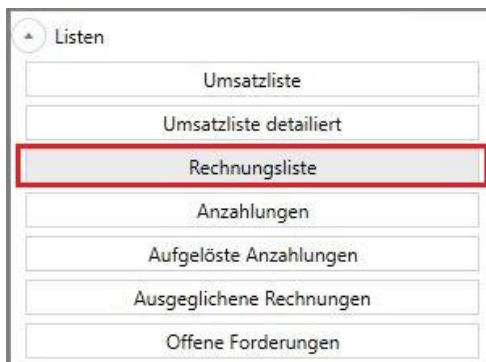 Listen
Umsatzliste
Umsatzliste detailiert
Rechnungsliste
Anzahlungen
Aufgelöste Anzahlungen
Ausgeglichene Rechnungen
Offene Forderungen